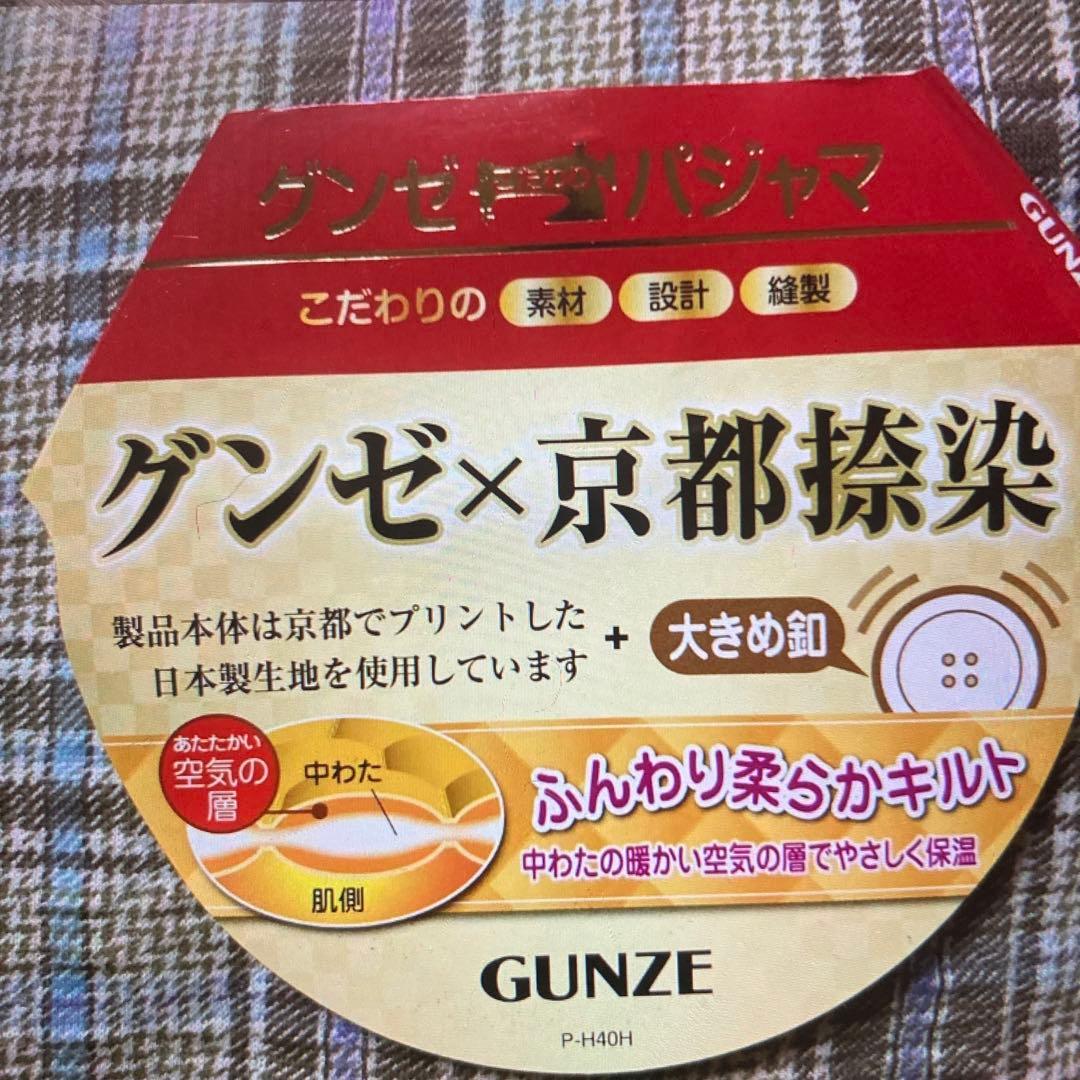 グンゼ パジャマ
GUNZ
こだわりの 素材 設計 縫製
グンゼ×京都捺染
製品本体は京都でプリントした
日本製生地を使用しています
+ 大きめ釦
あたたかい
空気の
層
中わた
肌側
ふんわり柔らかキルト
中わたの暖かい空気の層でやさしく保温
GUNZE
P-H40H